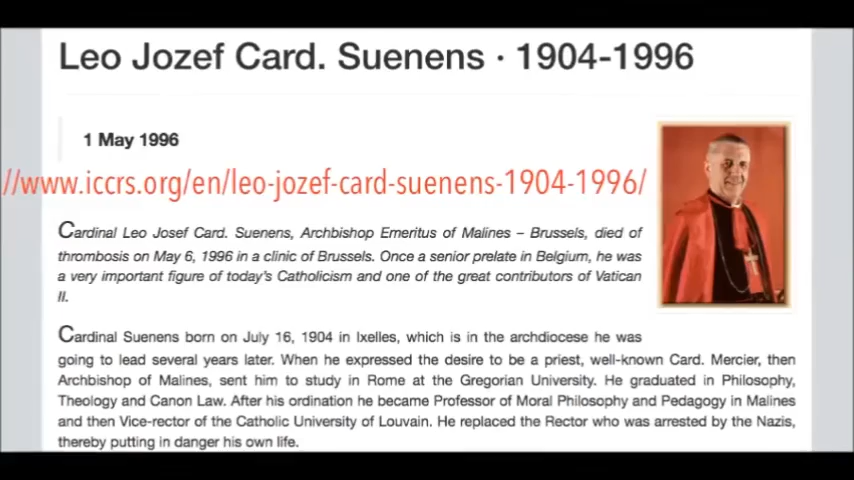 Leo Jozef Card. Suenens · 1904-1996
1 May 1996
//www.iccrs.org/en/leo-jozef-card-suenens-1904-1996/
Cardinal Leo Josef Card. Suenens, Archbishop Emeritus of Malines – Brussels, died of
thrombosis on May 6, 1996 in a clinic of Brussels. Once a senior prelate in Belgium, he was
a very important figure of today's Catholicism and one of the great contributors of Vatican
II.
Cardinal Suenens born on July 16, 1904 in Ixelles, which is in the archdiocese he was
going to lead several years later. When he expressed the desire to be a priest, well-known Card. Mercier, then
Archbishop of Malines, sent him to study in Rome at the Gregorian University. He graduated in Philosophy,
Theology and Canon Law. After his ordination he became Professor of Moral Philosophy and Pedagogy in Malines
and then Vice-rector of the Catholic University of Louvain. He replaced the Rector who was arrested by the Nazis,
thereby putting in danger his own life.